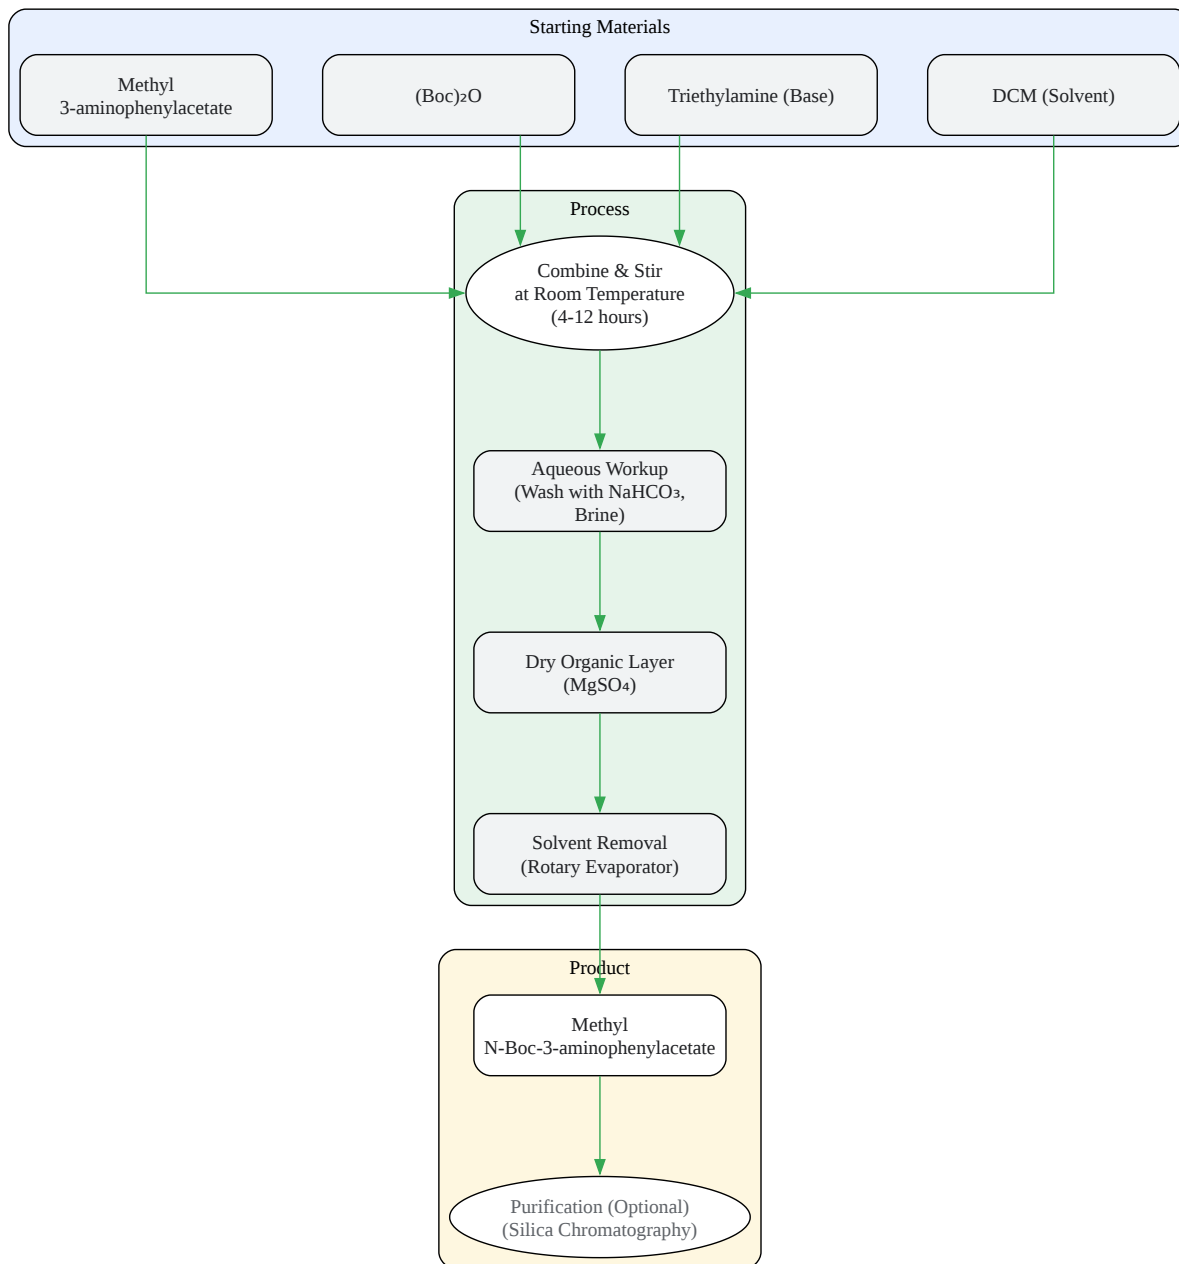 Starting Materials
Methyl
3-aminophenylacetate
(Boc)₂O
Triethylamine (Base)
DCM (Solvent)
Process
Combine & Stir
at Room Temperature
(4-12 hours)
Aqueous Workup
(Wash with NaHCO₃,
Brine)
Dry Organic Layer
(MgSO₄)
Solvent Removal
(Rotary Evaporator)
Product
Methyl
N-Boc-3-aminophenylacetate
Purification (Optional)
(Silica Chromatography)